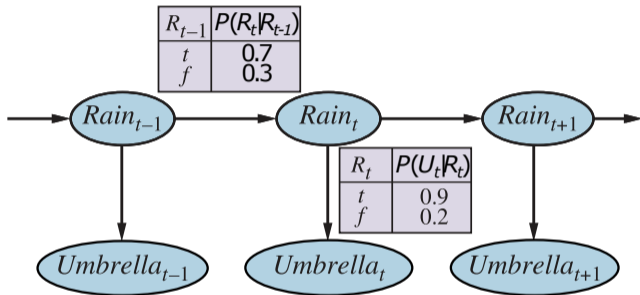 R_{t−1} P(R_t|R_{t-1})
t 0.7
f 0.3
Rain_{t−1} Rain_t Rain_{t+1}
R_t P(U_t|R_t)
t 0.9
f 0.2
Umbrella_{t−1} Umbrella_t Umbrella_{t+1}